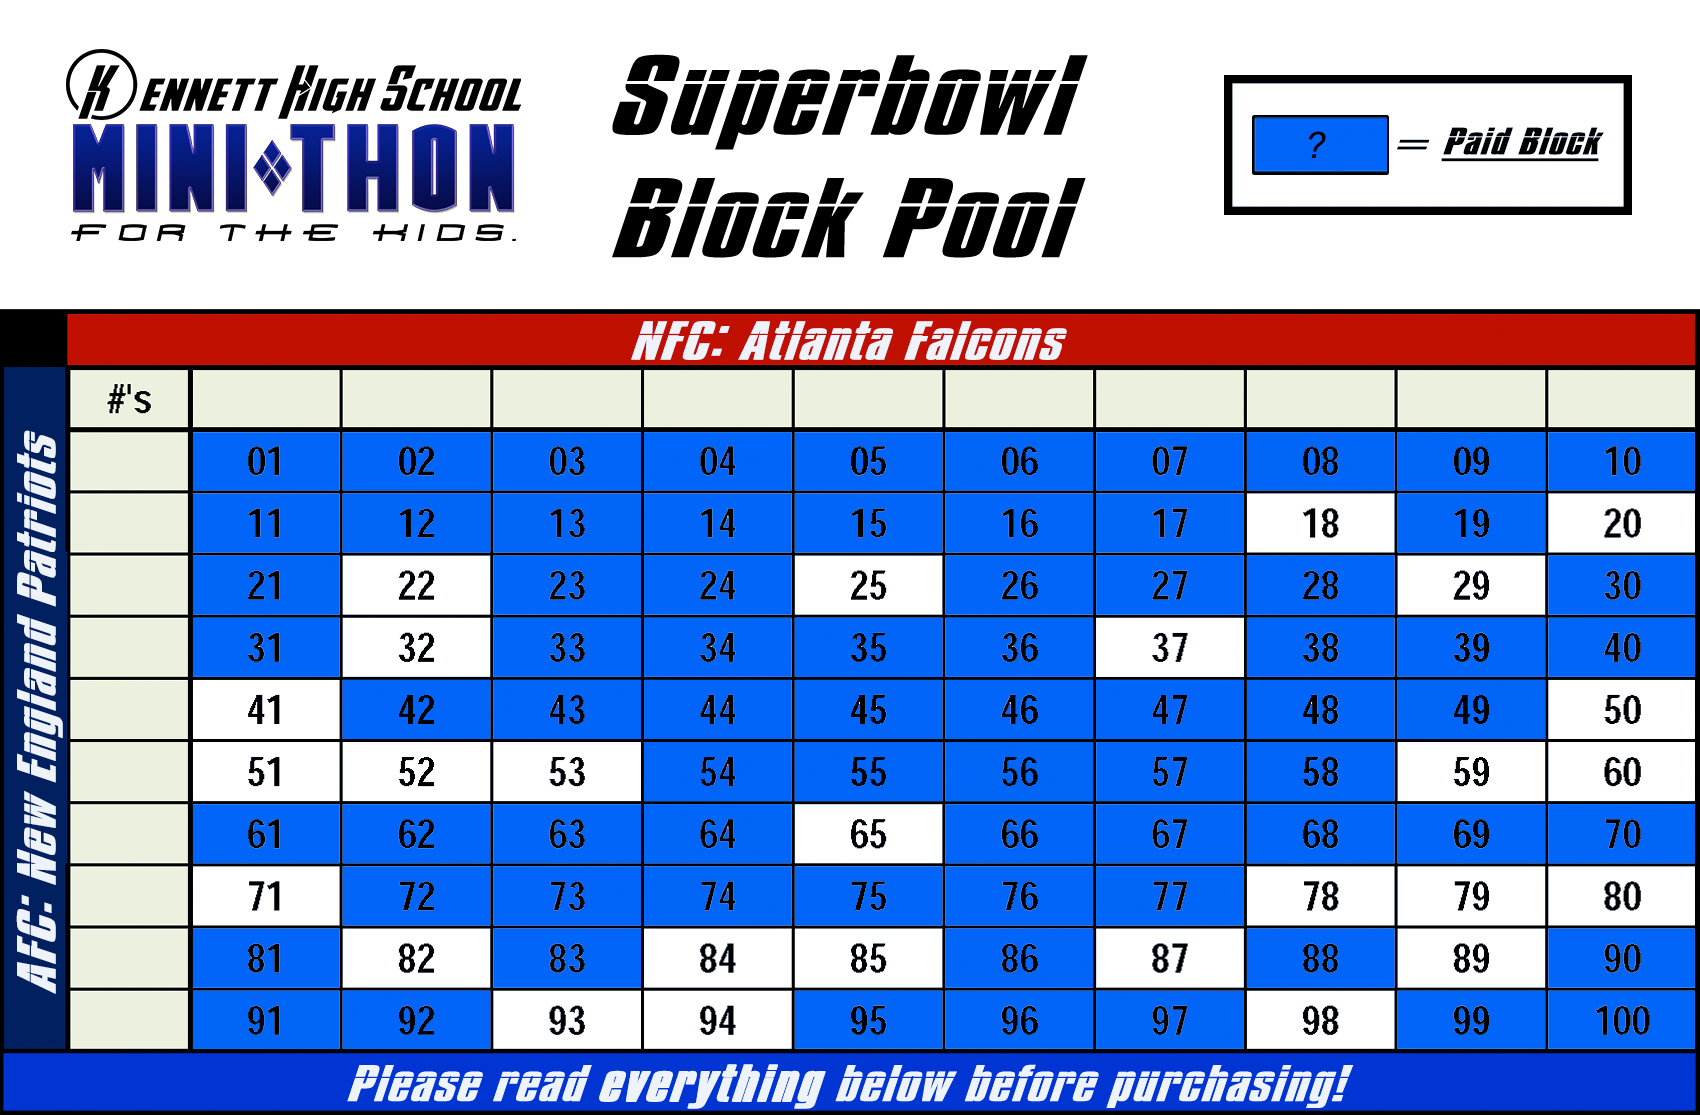 KENNETT HIGH SCHOOL
MINI THON
FOR THE KIDS.
Superbowl
Block Pool
? = Paid Block
NFC: Atlanta Falcons
AFC: New England Patriots
#'s
01 02 03 04 05 06 07 08 09 10
11 12 13 14 15 16 17 18 19 20
21 22 23 24 25 26 27 28 29 30
31 32 33 34 35 36 37 38 39 40
41 42 43 44 45 46 47 48 49 50
51 52 53 54 55 56 57 58 59 60
61 62 63 64 65 66 67 68 69 70
71 72 73 74 75 76 77 78 79 80
81 82 83 84 85 86 87 88 89 90
91 92 93 94 95 96 97 98 99 100
Please read everything below before purchasing!